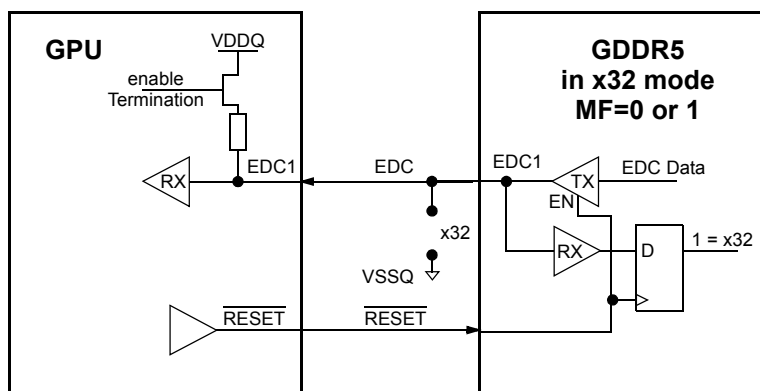 GPU
VDDQ
enable
Termination
RX
EDC1
EDC
x32
VSSQ
RESET
RESET
GDDR5
in x32 mode
MF=0 or 1
EDC1
TX
EDC Data
EN
RX
D
1 = x32